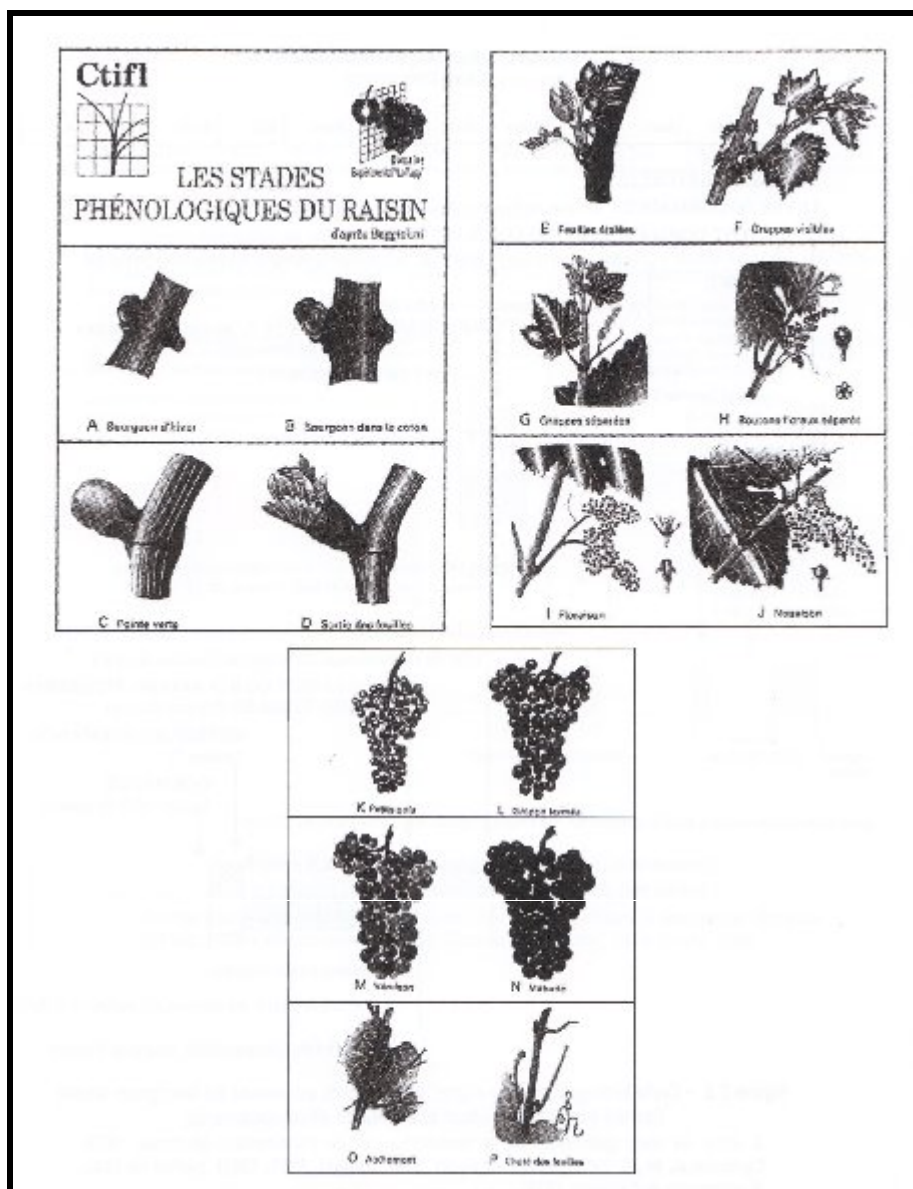 Ctifl
LES STADES
PHÉNOLOGIQUES DU RAISIN
d'après Baggiolini
A Bourgeon d'hiver
B Bourgeon dans le coton
C Pointe verte
D Sortie des feuilles
E Feuilles étalées
F Grappes visibles
G Grappes séparées
H Boutons floraux séparés
I Floraison
J Nouaison
K Petits pois
L Grappe fermée
M Véraison
N Maturité
O Aoûtement
P Chute des feuilles